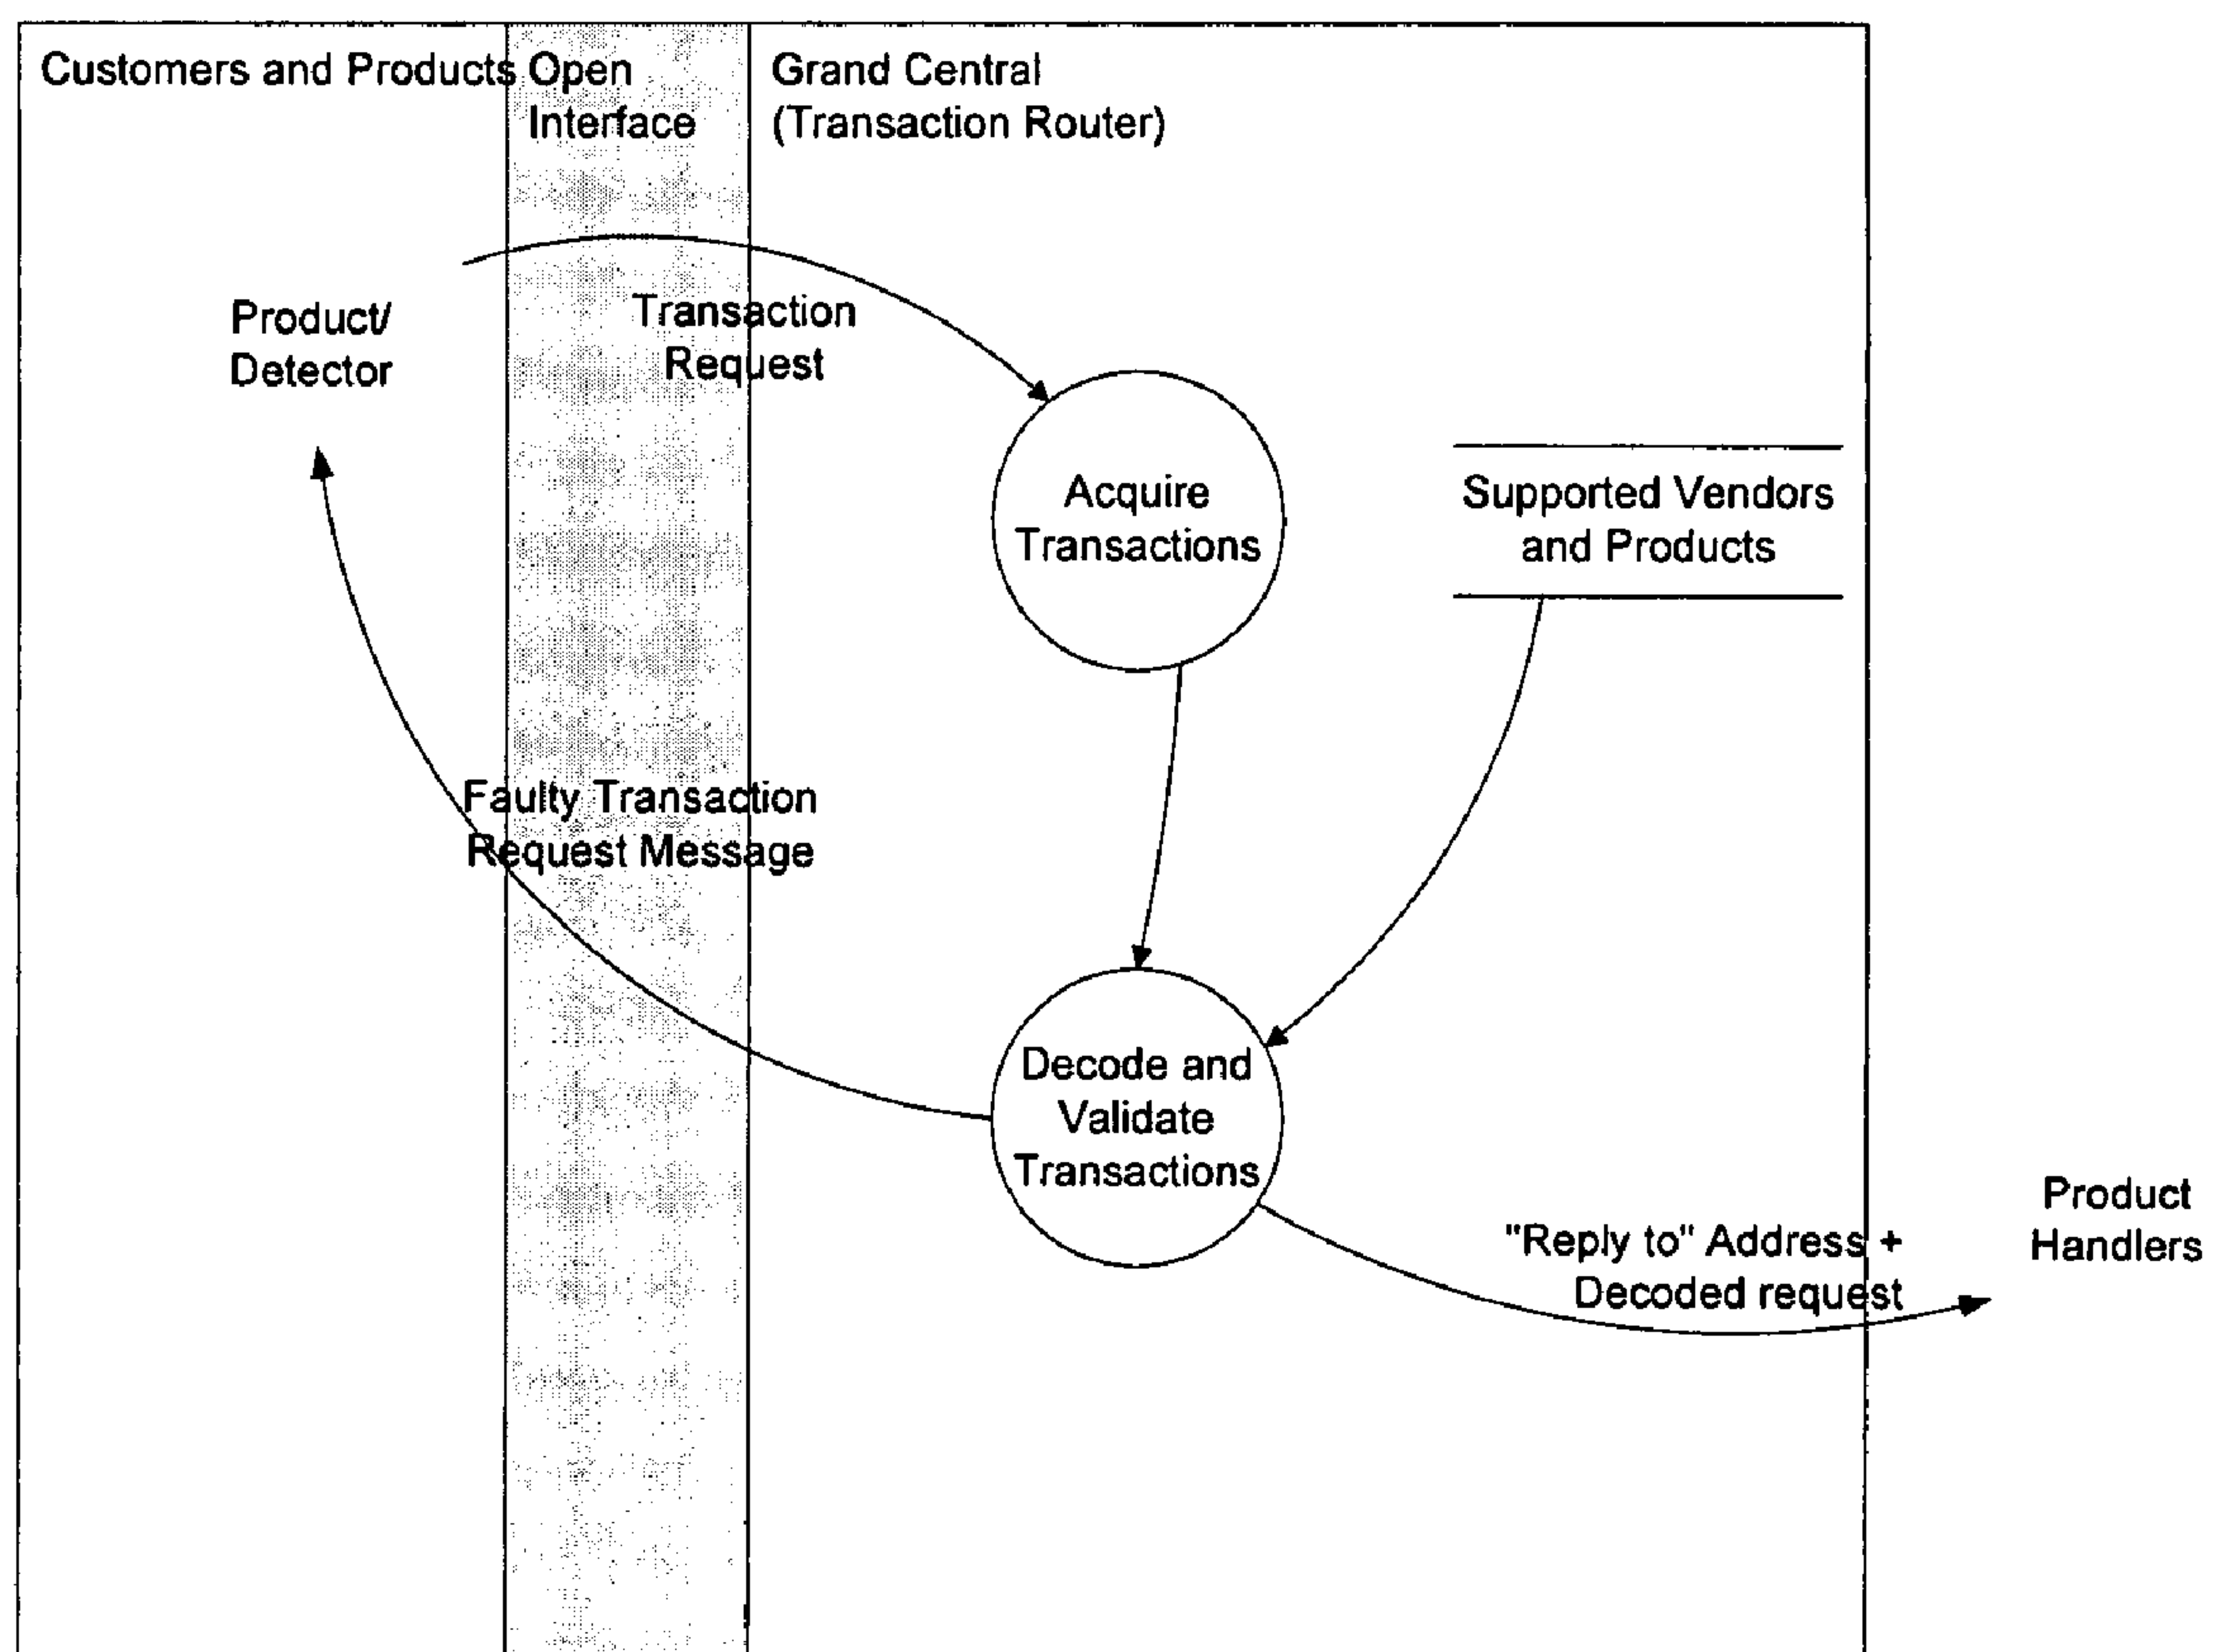 Customers and Products
Open
Interface
Grand Central
(Transaction Router)
Product/
Detector
Transaction
Request
Acquire
Transactions
Supported Vendors
and Products
Faulty Transaction
Request Message
Decode and
Validate
Transactions
"Reply to" Address +
Decoded request
Product
Handlers